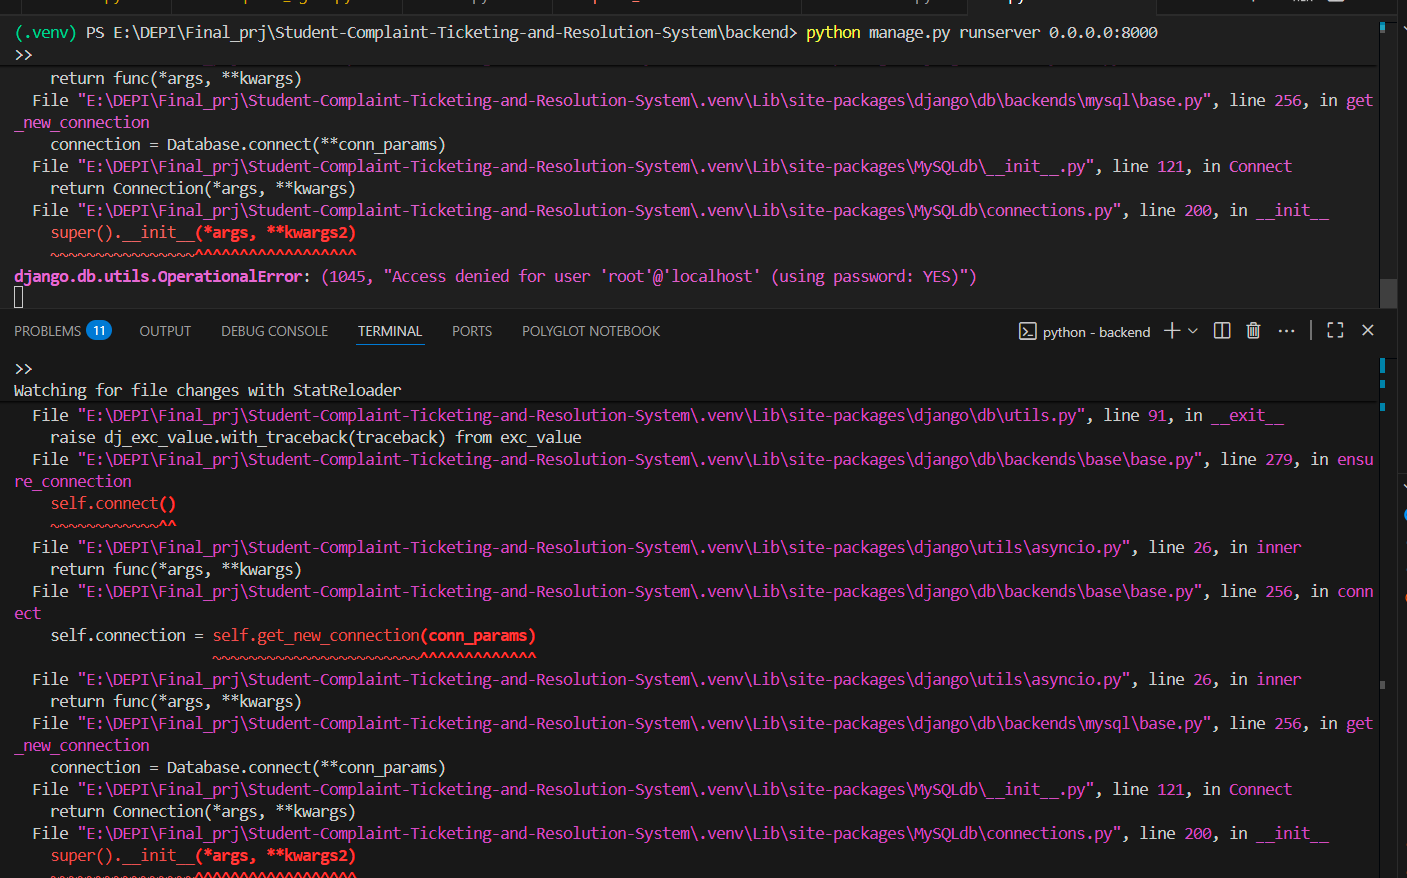 (.venv) PS E:\DEPI\Final_prj\Student-Complaint-Ticketing-and-Resolution-System\backend> python manage.py runserver 0.0.0.0:8000
>>
    return func(*args, **kwargs)
  File "E:\DEPI\Final_prj\Student-Complaint-Ticketing-and-Resolution-System\.venv\Lib\site-packages\django\db\backends\mysql\base.py", line 256, in get
_new_connection
    connection = Database.connect(**conn_params)
  File "E:\DEPI\Final_prj\Student-Complaint-Ticketing-and-Resolution-System\.venv\Lib\site-packages\MySQLdb\__init__.py", line 121, in Connect
    return Connection(*args, **kwargs)
  File "E:\DEPI\Final_prj\Student-Complaint-Ticketing-and-Resolution-System\.venv\Lib\site-packages\MySQLdb\connections.py", line 200, in __init__
    super().__init__(*args, **kwargs2)
    ~~~~~~~~~~~~~~~~^^^^^^^^^^^^^^^^^^
django.db.utils.OperationalError: (1045, "Access denied for user 'root'@'localhost' (using password: YES)")
PROBLEMS 11 OUTPUT DEBUG CONSOLE TERMINAL PORTS POLYGLOT NOTEBOOK python - backend
>>
Watching for file changes with StatReloader
  File "E:\DEPI\Final_prj\Student-Complaint-Ticketing-and-Resolution-System\.venv\Lib\site-packages\django\db\utils.py", line 91, in __exit__
    raise dj_exc_value.with_traceback(traceback) from exc_value
  File "E:\DEPI\Final_prj\Student-Complaint-Ticketing-and-Resolution-System\.venv\Lib\site-packages\django\db\backends\base\base.py", line 279, in ensu
re_connection
    self.connect()
    ~~~~~~~~~~~~^^
  File "E:\DEPI\Final_prj\Student-Complaint-Ticketing-and-Resolution-System\.venv\Lib\site-packages\django\utils\asyncio.py", line 26, in inner
    return func(*args, **kwargs)
  File "E:\DEPI\Final_prj\Student-Complaint-Ticketing-and-Resolution-System\.venv\Lib\site-packages\django\db\backends\base\base.py", line 256, in conn
ect
    self.connection = self.get_new_connection(conn_params)
                      ~~~~~~~~~~~~~~~~~~~~~~~^^^^^^^^^^^^^
  File "E:\DEPI\Final_prj\Student-Complaint-Ticketing-and-Resolution-System\.venv\Lib\site-packages\django\utils\asyncio.py", line 26, in inner
    return func(*args, **kwargs)
  File "E:\DEPI\Final_prj\Student-Complaint-Ticketing-and-Resolution-System\.venv\Lib\site-packages\django\db\backends\mysql\base.py", line 256, in get
_new_connection
    connection = Database.connect(**conn_params)
  File "E:\DEPI\Final_prj\Student-Complaint-Ticketing-and-Resolution-System\.venv\Lib\site-packages\MySQLdb\__init__.py", line 121, in Connect
    return Connection(*args, **kwargs)
  File "E:\DEPI\Final_prj\Student-Complaint-Ticketing-and-Resolution-System\.venv\Lib\site-packages\MySQLdb\connections.py", line 200, in __init__
    super().__init__(*args, **kwargs2)
    ~~~~~~~~~~~~~~~~^^^^^^^^^^^^^^^^^^